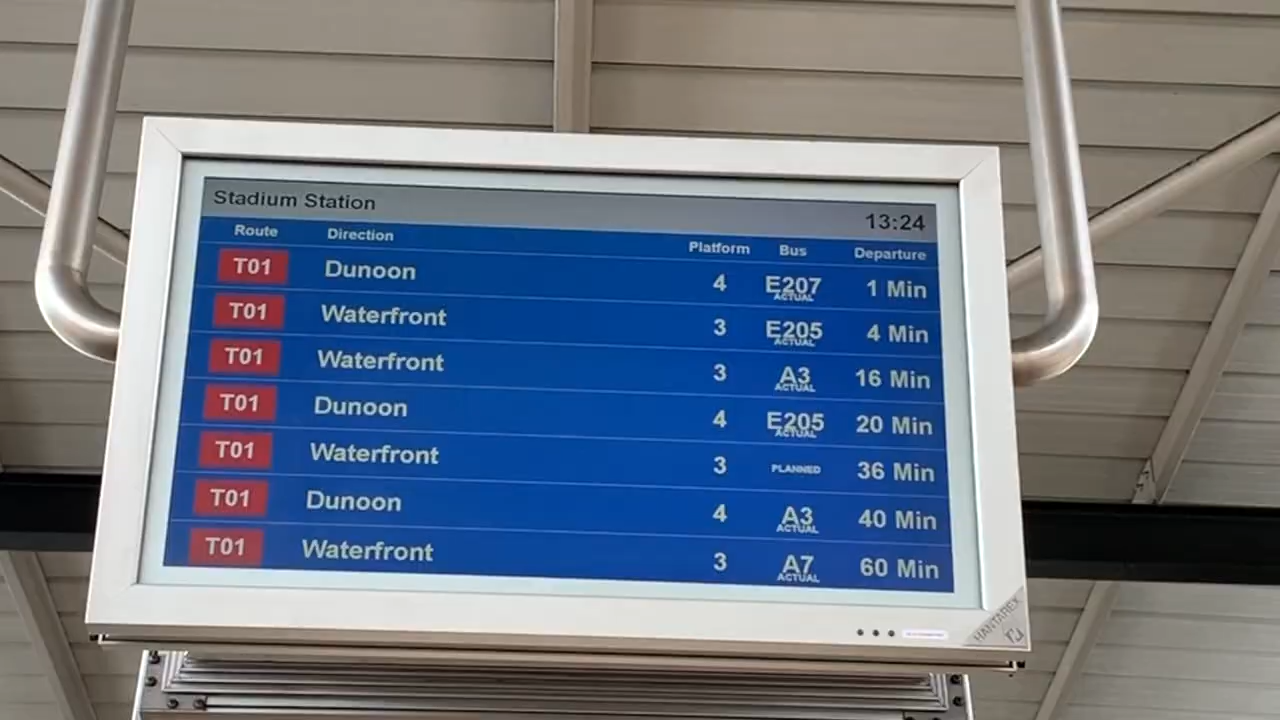 Stadium Station 13:24
Route Direction Platform Bus Departure
T01 Dunoon 4 E207 ACTUAL 1 Min
T01 Waterfront 3 E205 ACTUAL 4 Min
T01 Waterfront 3 A3 ACTUAL 16 Min
T01 Dunoon 4 E205 ACTUAL 20 Min
T01 Waterfront 3 PLANNED 36 Min
T01 Dunoon 4 A3 ACTUAL 40 Min
T01 Waterfront 3 A7 ACTUAL 60 Min
HANTAREX